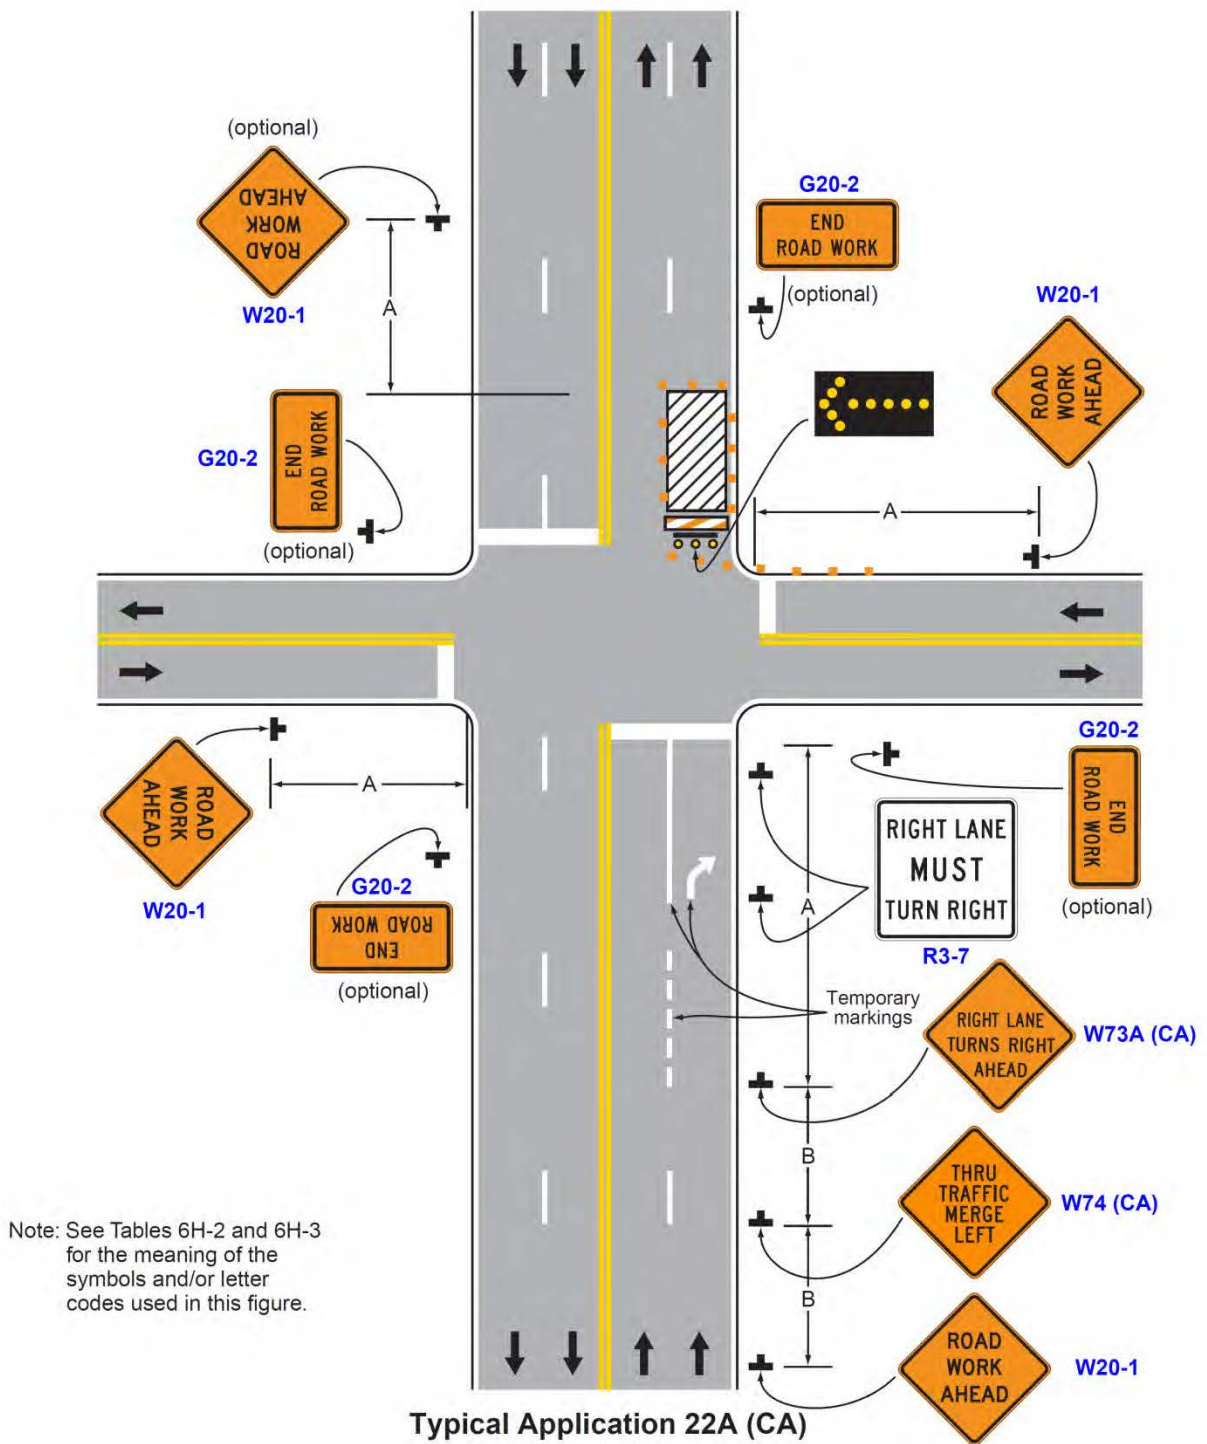 (optional)
ROAD
WORK
AHEAD
W20-1
A
G20-2
END
ROAD WORK
(optional)
G20-2
END
ROAD WORK
(optional)
W20-1
ROAD
WORK
AHEAD
A
ROAD
WORK
AHEAD
W20-1
A
G20-2
END
ROAD WORK
(optional)
G20-2
END
ROAD WORK
(optional)
RIGHT LANE
MUST
TURN RIGHT
R3-7
A
Temporary
markings
RIGHT LANE
TURNS RIGHT
AHEAD
W73A (CA)
B
THRU
TRAFFIC
MERGE
LEFT
W74 (CA)
B
ROAD
WORK
AHEAD
W20-1
Note: See Tables 6H-2 and 6H-3
for the meaning of the
symbols and/or letter
codes used in this figure.
Typical Application 22A (CA)